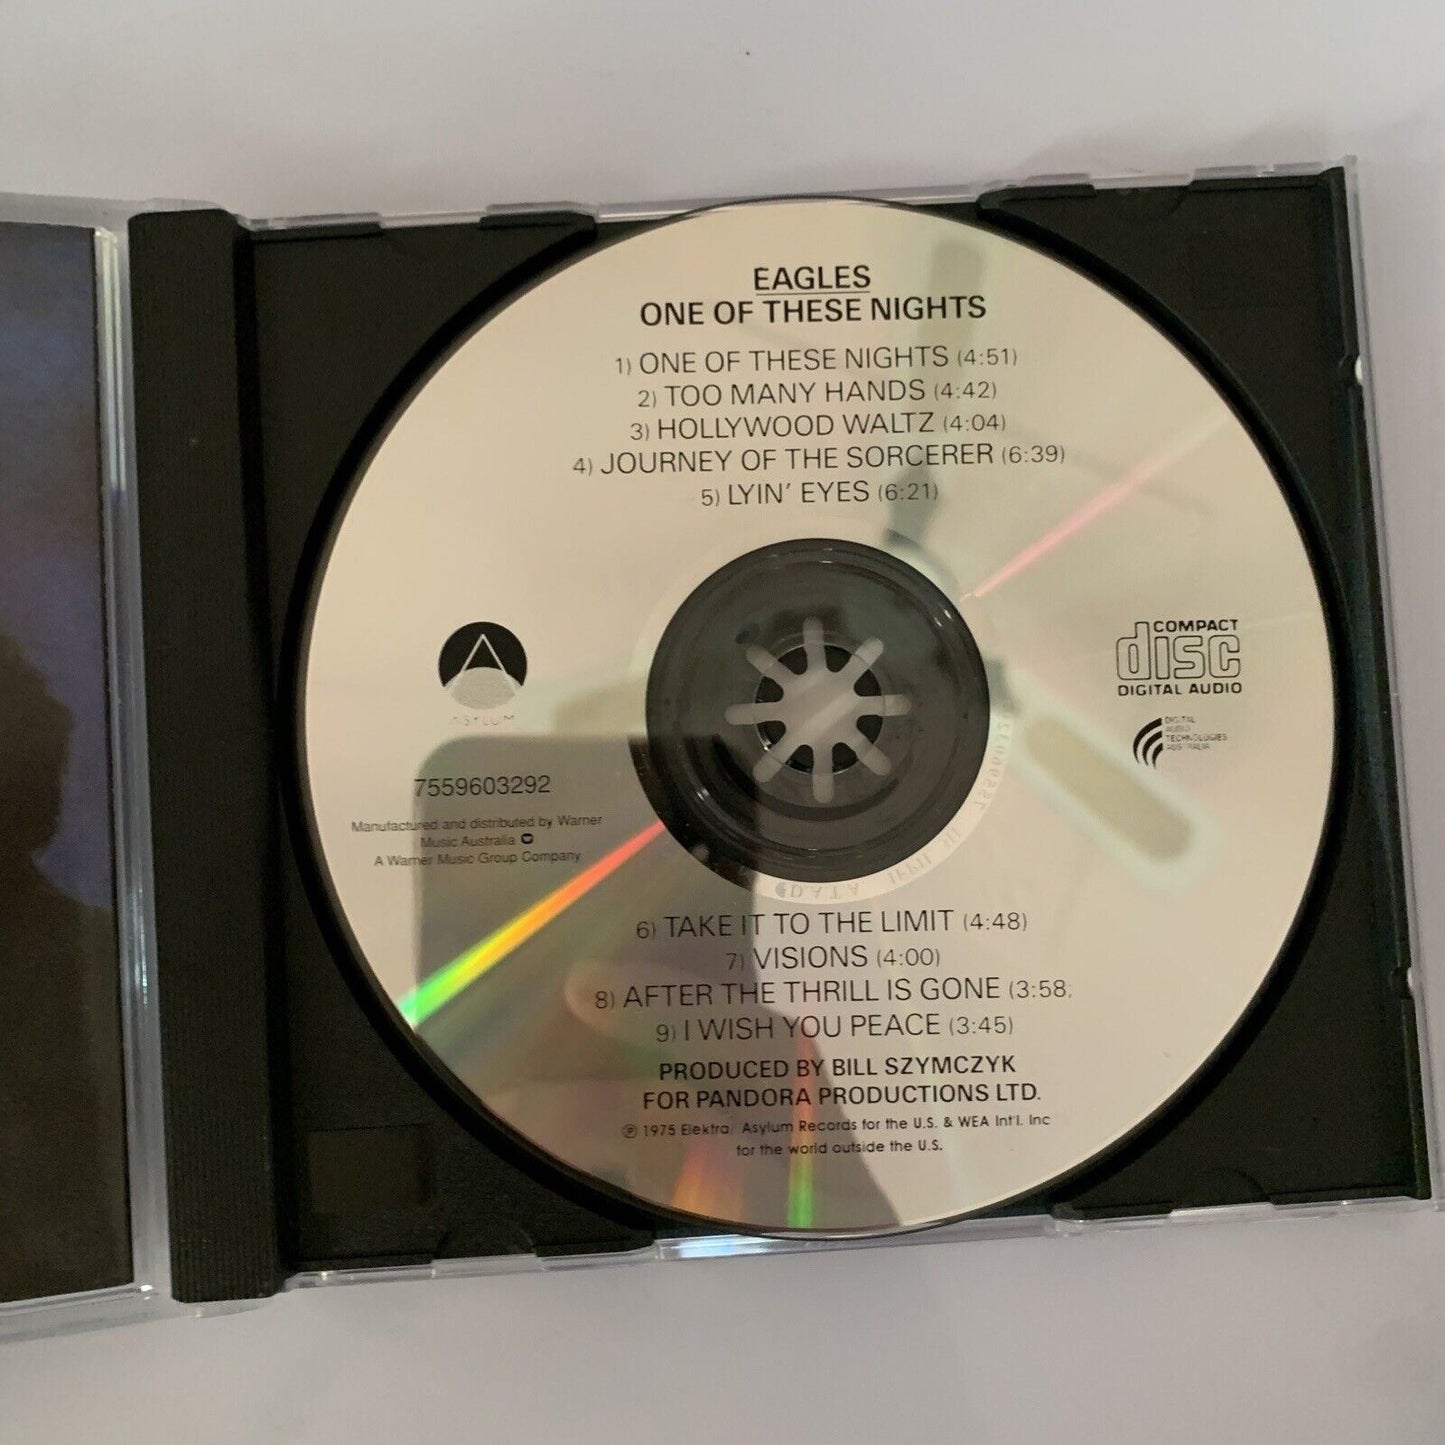 EAGLES
ONE OF THESE NIGHTS
1) ONE OF THESE NIGHTS (4:51)
2) TOO MANY HANDS (4:42)
3) HOLLYWOOD WALTZ (4:04)
4) JOURNEY OF THE SORCERER (6:39)
5) LYIN' EYES (6:21)
ASYLUM
7559603292
Manufactured and distributed by Warner
Music Australia
A Warner Music Group Company
COMPACT
disc
DIGITAL AUDIO
DIGITAL
AUDIO
TECHNOLOGIES
AUSTRALIA
6) TAKE IT TO THE LIMIT (4:48)
7) VISIONS (4:00)
8) AFTER THE THRILL IS GONE (3:58)
9) I WISH YOU PEACE (3:45)
PRODUCED BY BILL SZYMCZYK
FOR PANDORA PRODUCTIONS LTD.
℗ 1975 Elektra/ Asylum Records for the U.S. & WEA Int'l. Inc
for the world outside the U.S.